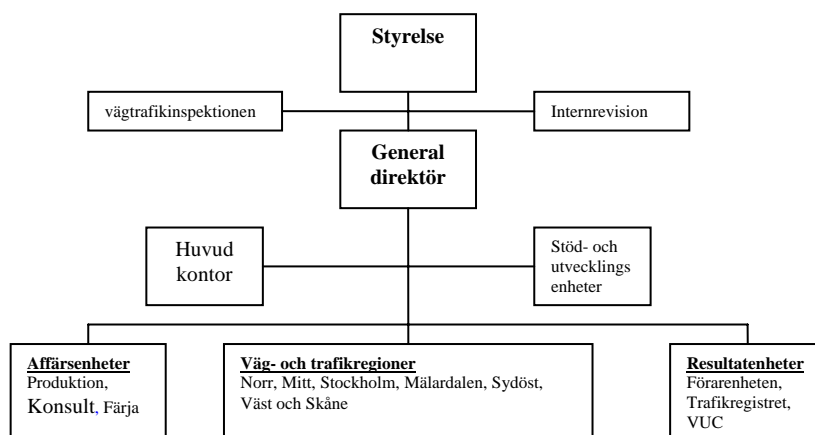 Styrelse
vägtrafikinspektionen
Internrevision
General
direktör
Huvud
kontor
Stöd- och
utvecklings
enheter
Affärsenheter
Produktion,
Konsult, Färja
Väg- och trafikregioner
Norr, Mitt, Stockholm, Mälardalen, Sydöst,
Väst och Skåne
Resultatenheter
Förarenheten,
Trafikregistret,
VUC